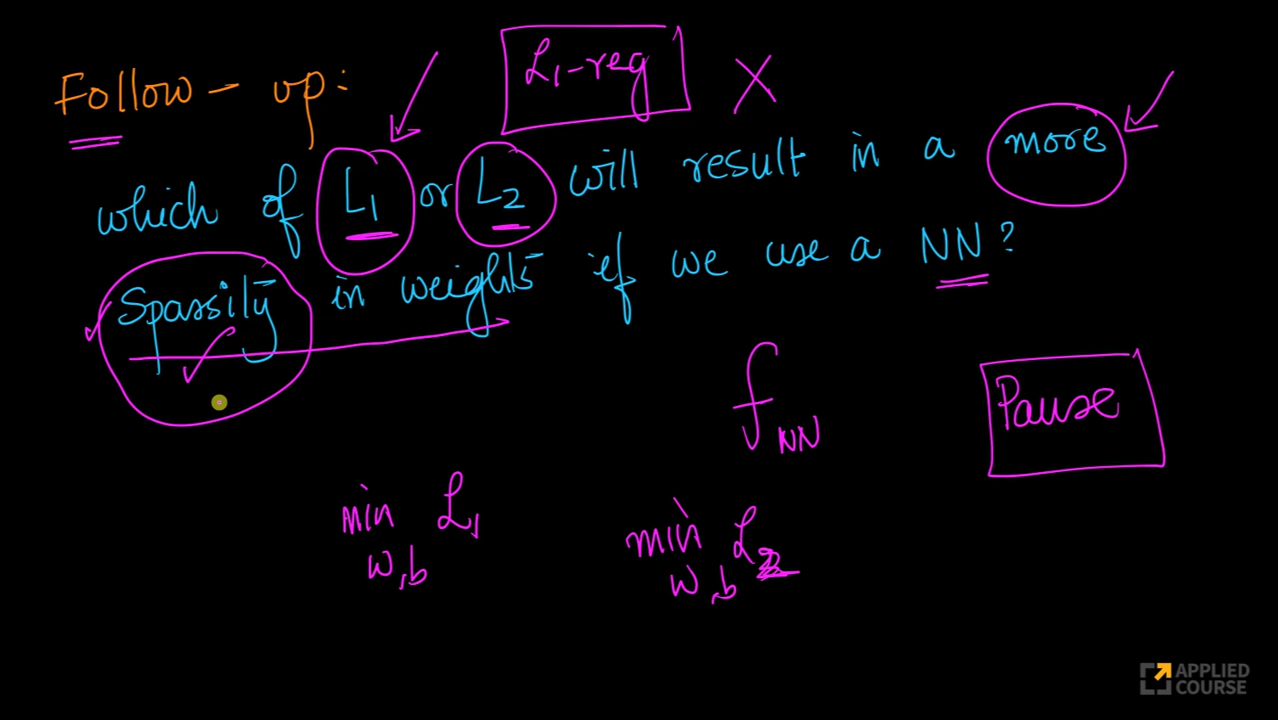 L₁-reg X
Follow-up:
which of L₁ or L₂ will result in a more
Sparsity in weights if we use a NN?
f_NN
Pause
min L₁
w,b
min L₂
w,b
APPLIED
COURSE